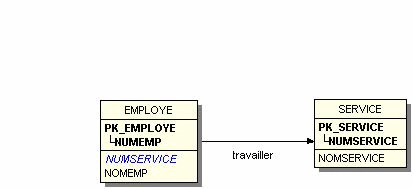 EMPLOYE
PK_EMPLOYE
NUMEMP
NUMSERVICE
NOMEMP
travailler
SERVICE
PK_SERVICE
NUMSERVICE
NOMSERVICE